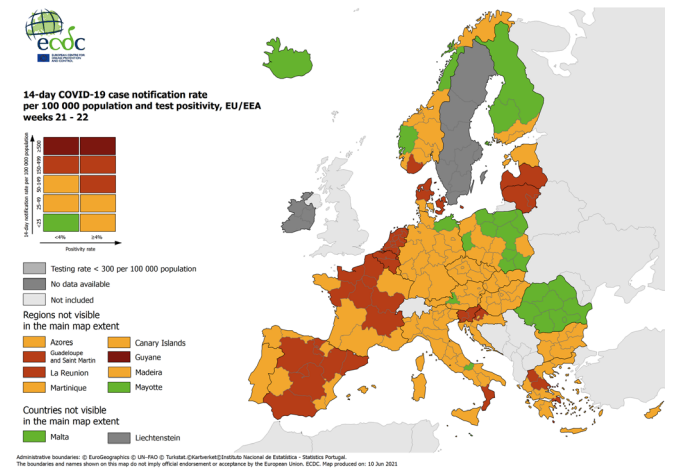 ecdc
EUROPEAN CENTRE FOR
DISEASE PREVENTION
AND CONTROL
14-day COVID-19 case notification rate
per 100 000 population and test positivity, EU/EEA
weeks 21 - 22
14-day notification rate per 100 000 population
≥500
150-499
50-149
25-49
<25
<4%
≥4%
Positivity rate
Testing rate < 300 per 100 000 population
No data available
Not included
Regions not visible
in the main map extent
Azores
Canary Islands
Guadeloupe
and Saint Martin
Guyane
La Reunion
Madeira
Martinique
Mayotte
Countries not visible
in the main map extent
Malta
Liechtenstein
Administrative boundaries: © EuroGeographics © UN-FAO © Turkstat.©Kartverket©Instituto Nacional de Estatística - Statistics Portugal.
The boundaries and names shown on this map do not imply official endorsement or acceptance by the European Union. ECDC. Map produced on: 10 Jun 2021